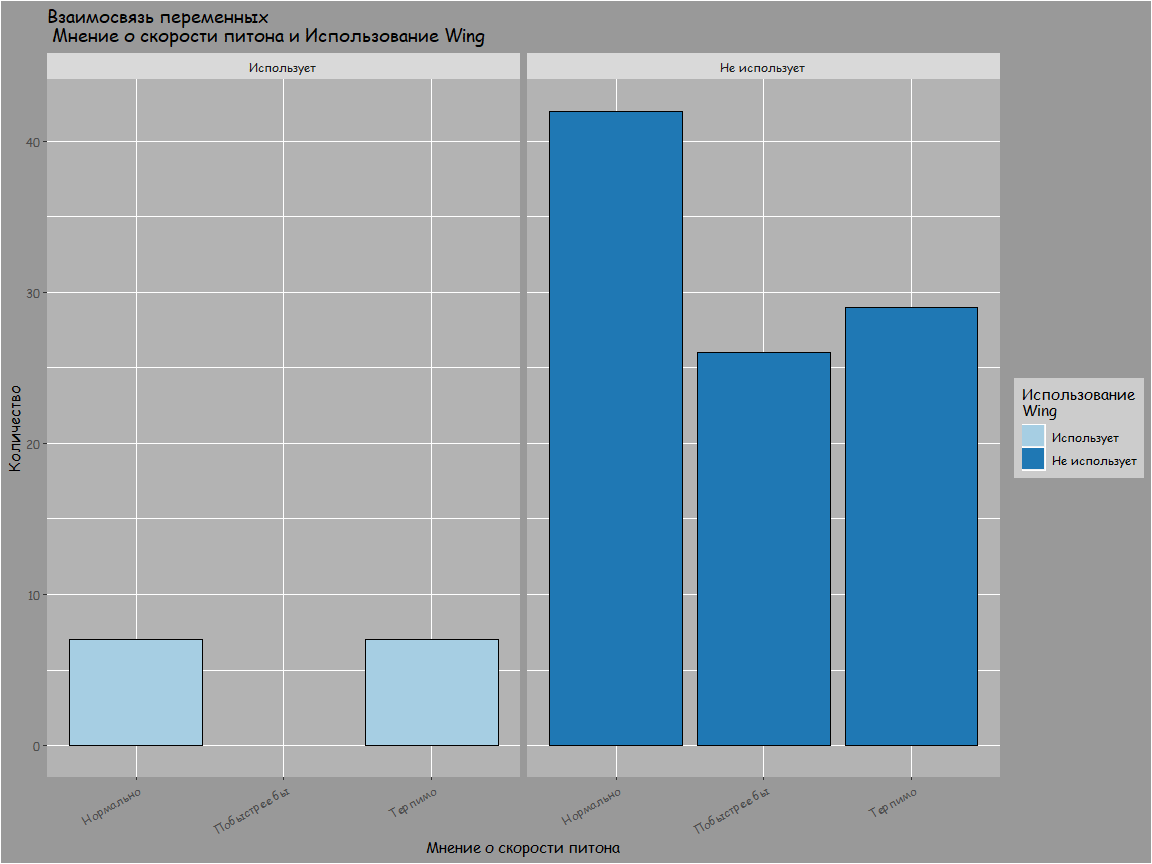 Взаимосвязь переменных
Мнение о скорости питона и Использование Wing
Использует
Не использует
Количество
40
30
20
10
0
Нормально
Побыстрее бы
Терпимо
Нормально
Побыстрее бы
Терпимо
Мнение о скорости питона
Использование
Wing
Использует
Не использует